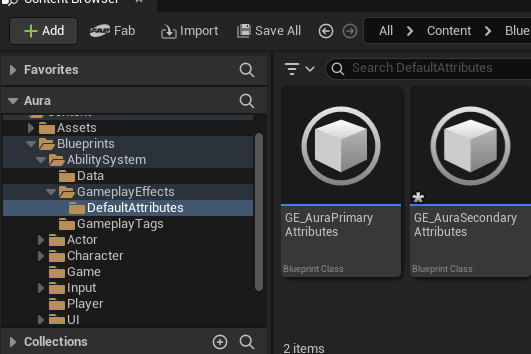 Content Browser
Add
Fab
Import
Save All
All
Content
Blue
Favorites
Search DefaultAttributes
Aura
Content
Assets
Blueprints
AbilitySystem
Data
GameplayEffects
DefaultAttributes
GameplayTags
Actor
Character
Game
Input
Player
UI
Collections
GE_AuraPrimary
Attributes
Blueprint Class
GE_AuraSecondary
Attributes
Blueprint Class
2 items